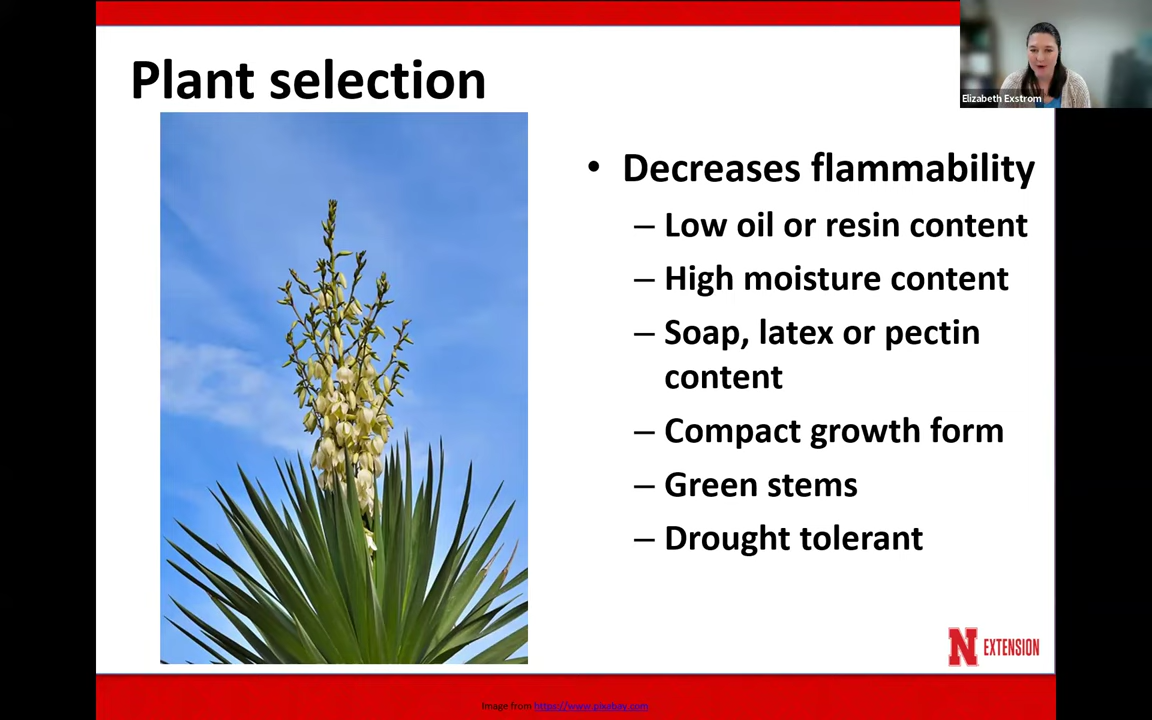 Plant selection
Elizabeth Exstrom
• Decreases flammability
– Low oil or resin content
– High moisture content
– Soap, latex or pectin
content
– Compact growth form
– Green stems
– Drought tolerant
N EXTENSION
Image from https://www.pixabay.com